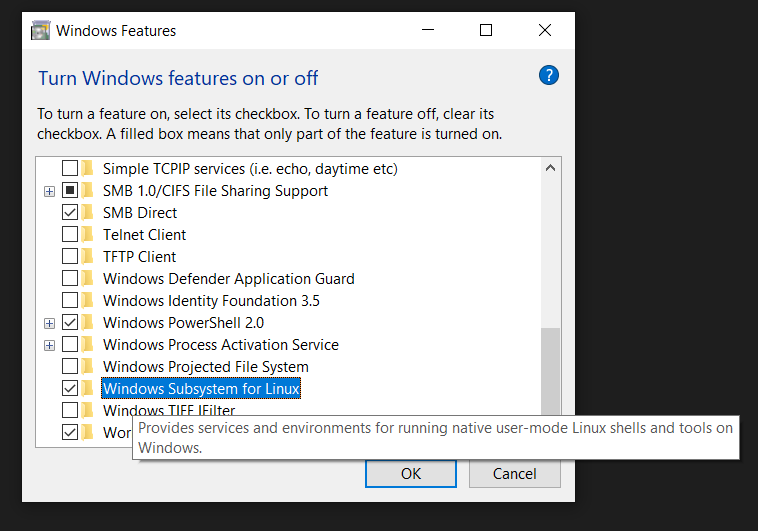 Windows Features
Turn Windows features on or off
?
To turn a feature on, select its checkbox. To turn a feature off, clear its
checkbox. A filled box means that only part of the feature is turned on.
Simple TCPIP services (i.e. echo, daytime etc)
SMB 1.0/CIFS File Sharing Support
SMB Direct
Telnet Client
TFTP Client
Windows Defender Application Guard
Windows Identity Foundation 3.5
Windows PowerShell 2.0
Windows Process Activation Service
Windows Projected File System
Windows Subsystem for Linux
Windows TIFF IFilter
Wor
Provides services and environments for running native user-mode Linux shells and tools on
Windows.
OK
Cancel